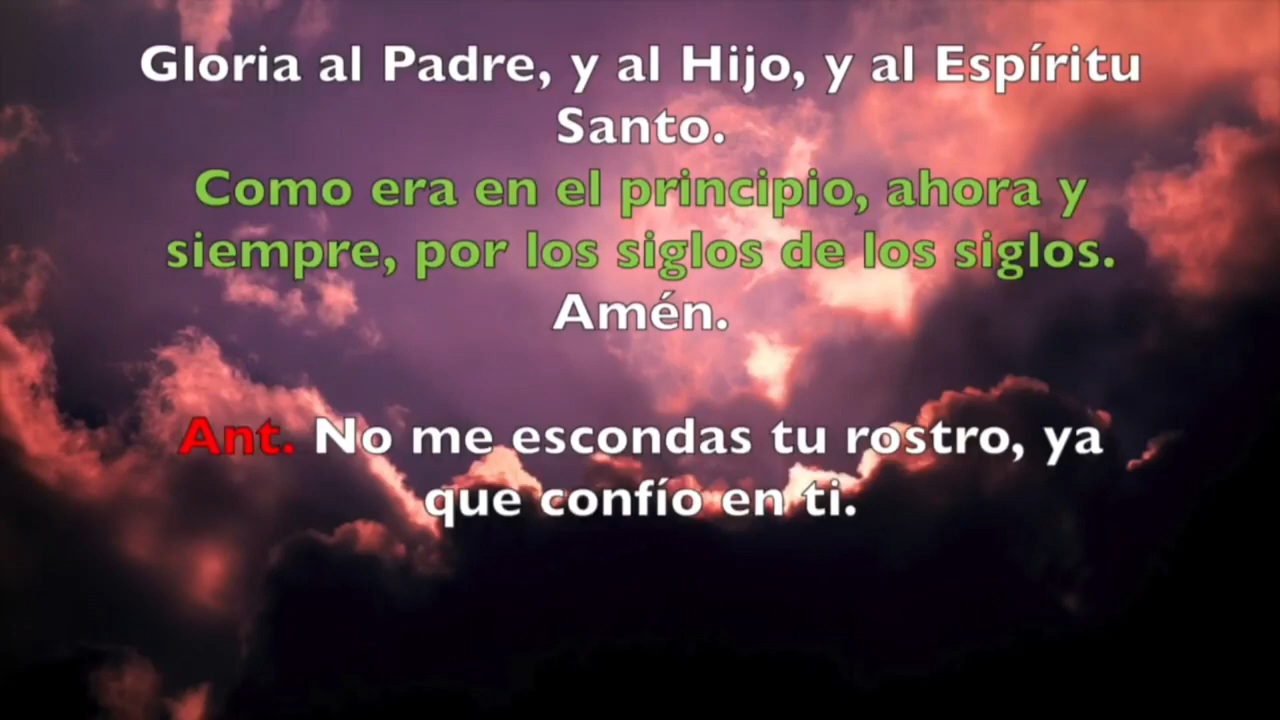 Gloria al Padre, y al Hijo, y al Espíritu
Santo.
Como era en el principio, ahora y
siempre, por los siglos de los siglos.
Amén.
Ant. No me escondas tu rostro, ya
que confío en ti.